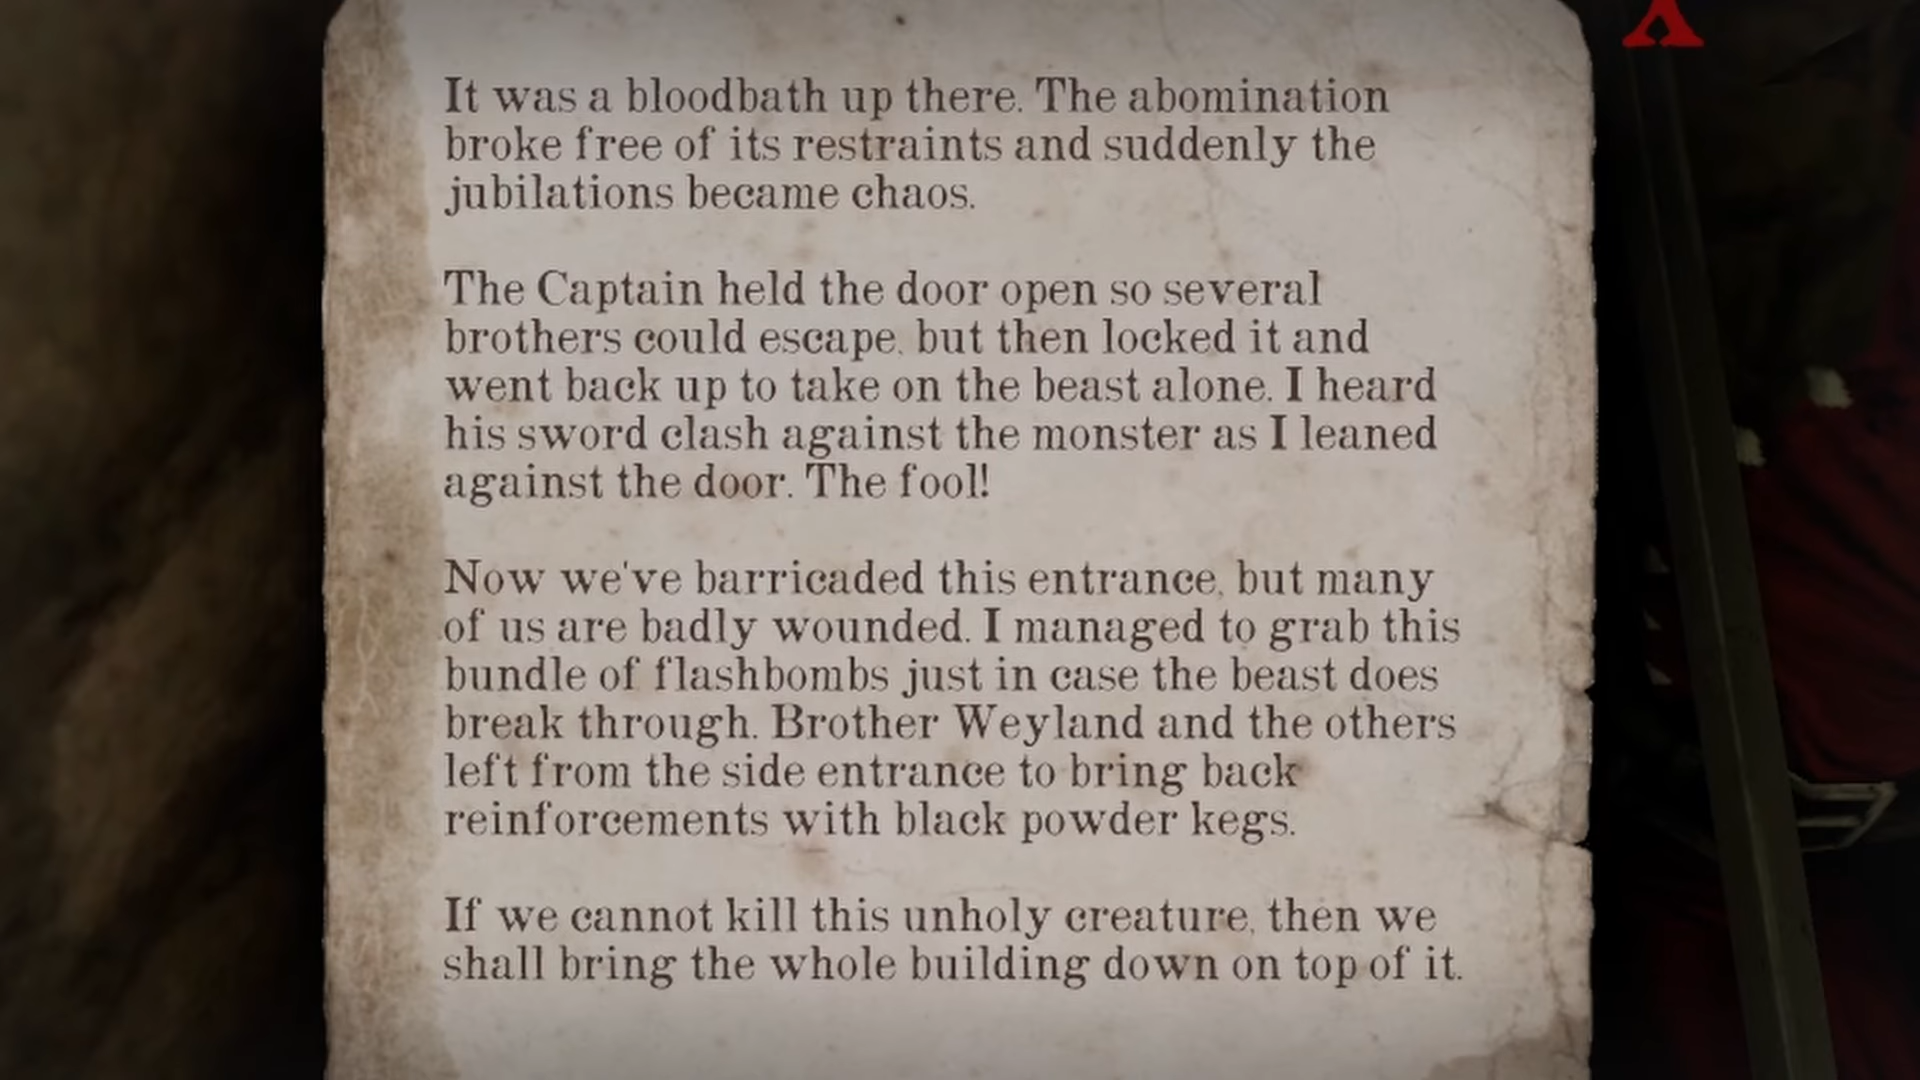 It was a bloodbath up there. The abomination
broke free of its restraints and suddenly the
jubilations became chaos.
The Captain held the door open so several
brothers could escape, but then locked it and
went back up to take on the beast alone. I heard
his sword clash against the monster as I leaned
against the door. The fool!
Now we've barricaded this entrance, but many
of us are badly wounded. I managed to grab this
bundle of flashbombs just in case the beast does
break through. Brother Weyland and the others
left from the side entrance to bring back
reinforcements with black powder kegs.
If we cannot kill this unholy creature, then we
shall bring the whole building down on top of it.